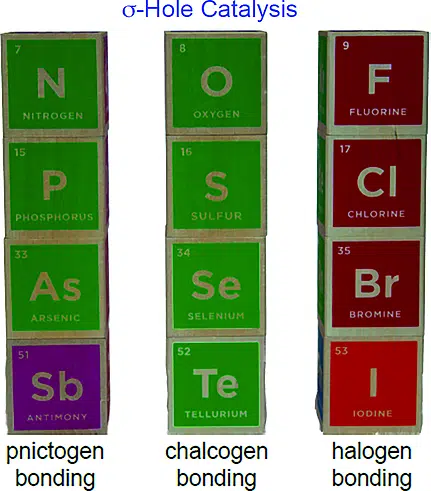 σ-Hole Catalysis
7
N
NITROGEN
15
P
PHOSPHORUS
33
As
ARSENIC
51
Sb
ANTIMONY
pnictogen
bonding
8
O
OXYGEN
16
S
SULFUR
34
Se
SELENIUM
52
Te
TELLURIUM
chalcogen
bonding
9
F
FLUORINE
17
Cl
CHLORINE
35
Br
BROMINE
53
I
IODINE
halogen
bonding